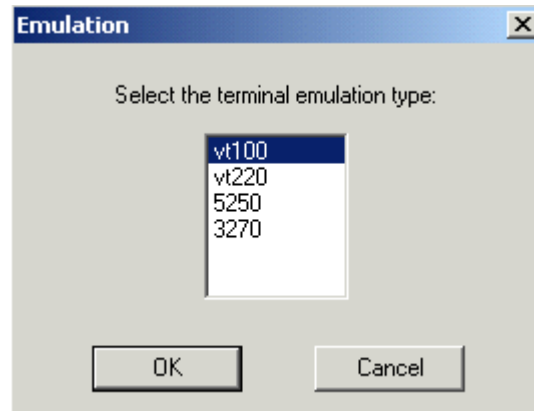 Emulation
Select the terminal emulation type:
vt100
vt220
5250
3270
OK Cancel